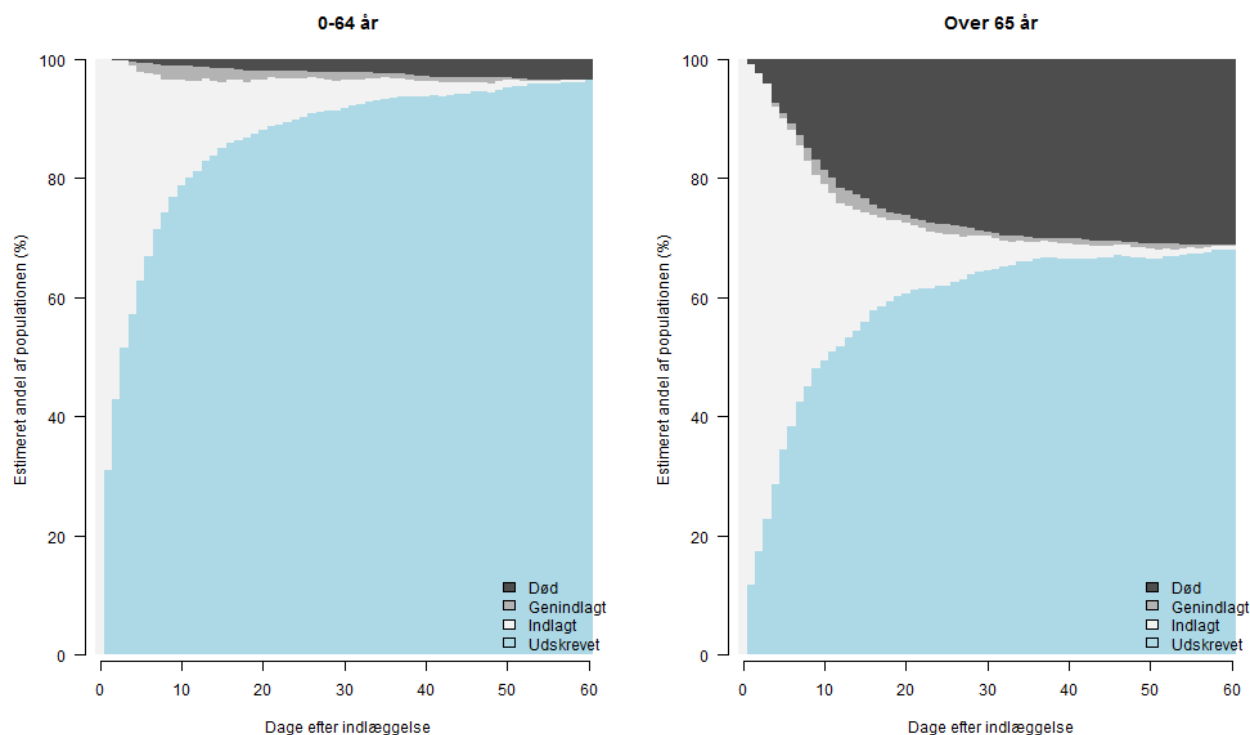 0-64 år
Estimeret andel af populationen (%)
100
80
60
40
20
0
Død
Genindlagt
Indlagt
Udskrevet
0 10 20 30 40 50 60
Dage efter indlæggelse
Over 65 år
Estimeret andel af populationen (%)
100
80
60
40
20
0
Død
Genindlagt
Indlagt
Udskrevet
0 10 20 30 40 50 60
Dage efter indlæggelse